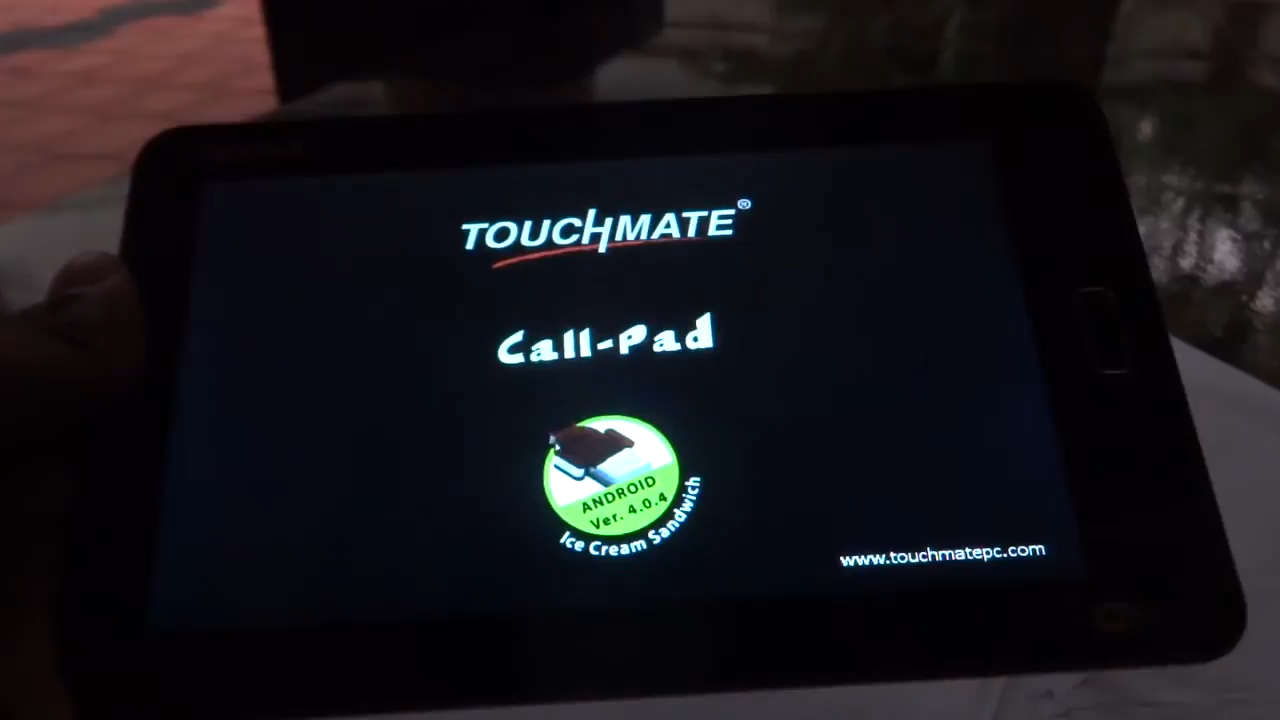 TOUCHMATE®
Call-Pad
ANDROID
Ver. 4.0.4
Ice Cream Sandwich
www.touchmatepc.com